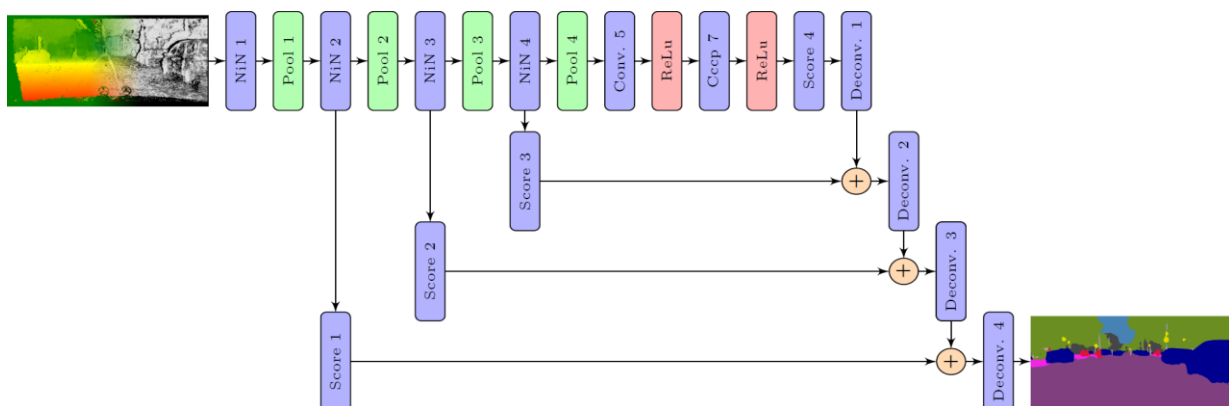 NiN 1
Pool 1
NiN 2
Pool 2
NiN 3
Pool 3
NiN 4
Pool 4
Conv. 5
ReLu
Cccp 7
ReLu
Score 4
Deconv. 1
Score 3
+
Deconv. 2
Score 2
+
Deconv. 3
Score 1
+
Deconv. 4